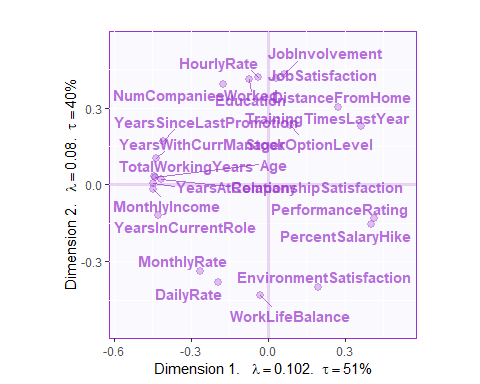 JobInvolvement
HourlyRate
JobSatisfaction
NumCompaniesWorked
Education
DistanceFromHome
YearsSinceLastPromotion
TrainingTimesLastYear
YearsWithCurrManager
StockOptionLevel
TotalWorkingYears
Age
YearsAtCompany
RelationshipSatisfaction
MonthlyIncome
PerformanceRating
YearsInCurrentRole
PercentSalaryHike
MonthlyRate
EnvironmentSatisfaction
DailyRate
WorkLifeBalance
0.3
0.0
-0.3
-0.6
-0.3
0.0
0.3
Dimension 1. λ=0.102. τ=51%
Dimension 2. λ=0.08. τ=40%